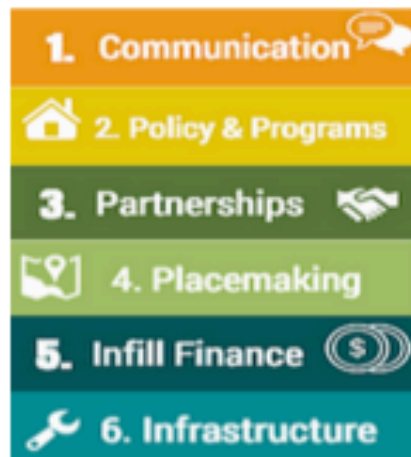 1. Communication
2. Policy & Programs
3. Partnerships
4. Placemaking
5. Infill Finance $
6. Infrastructure